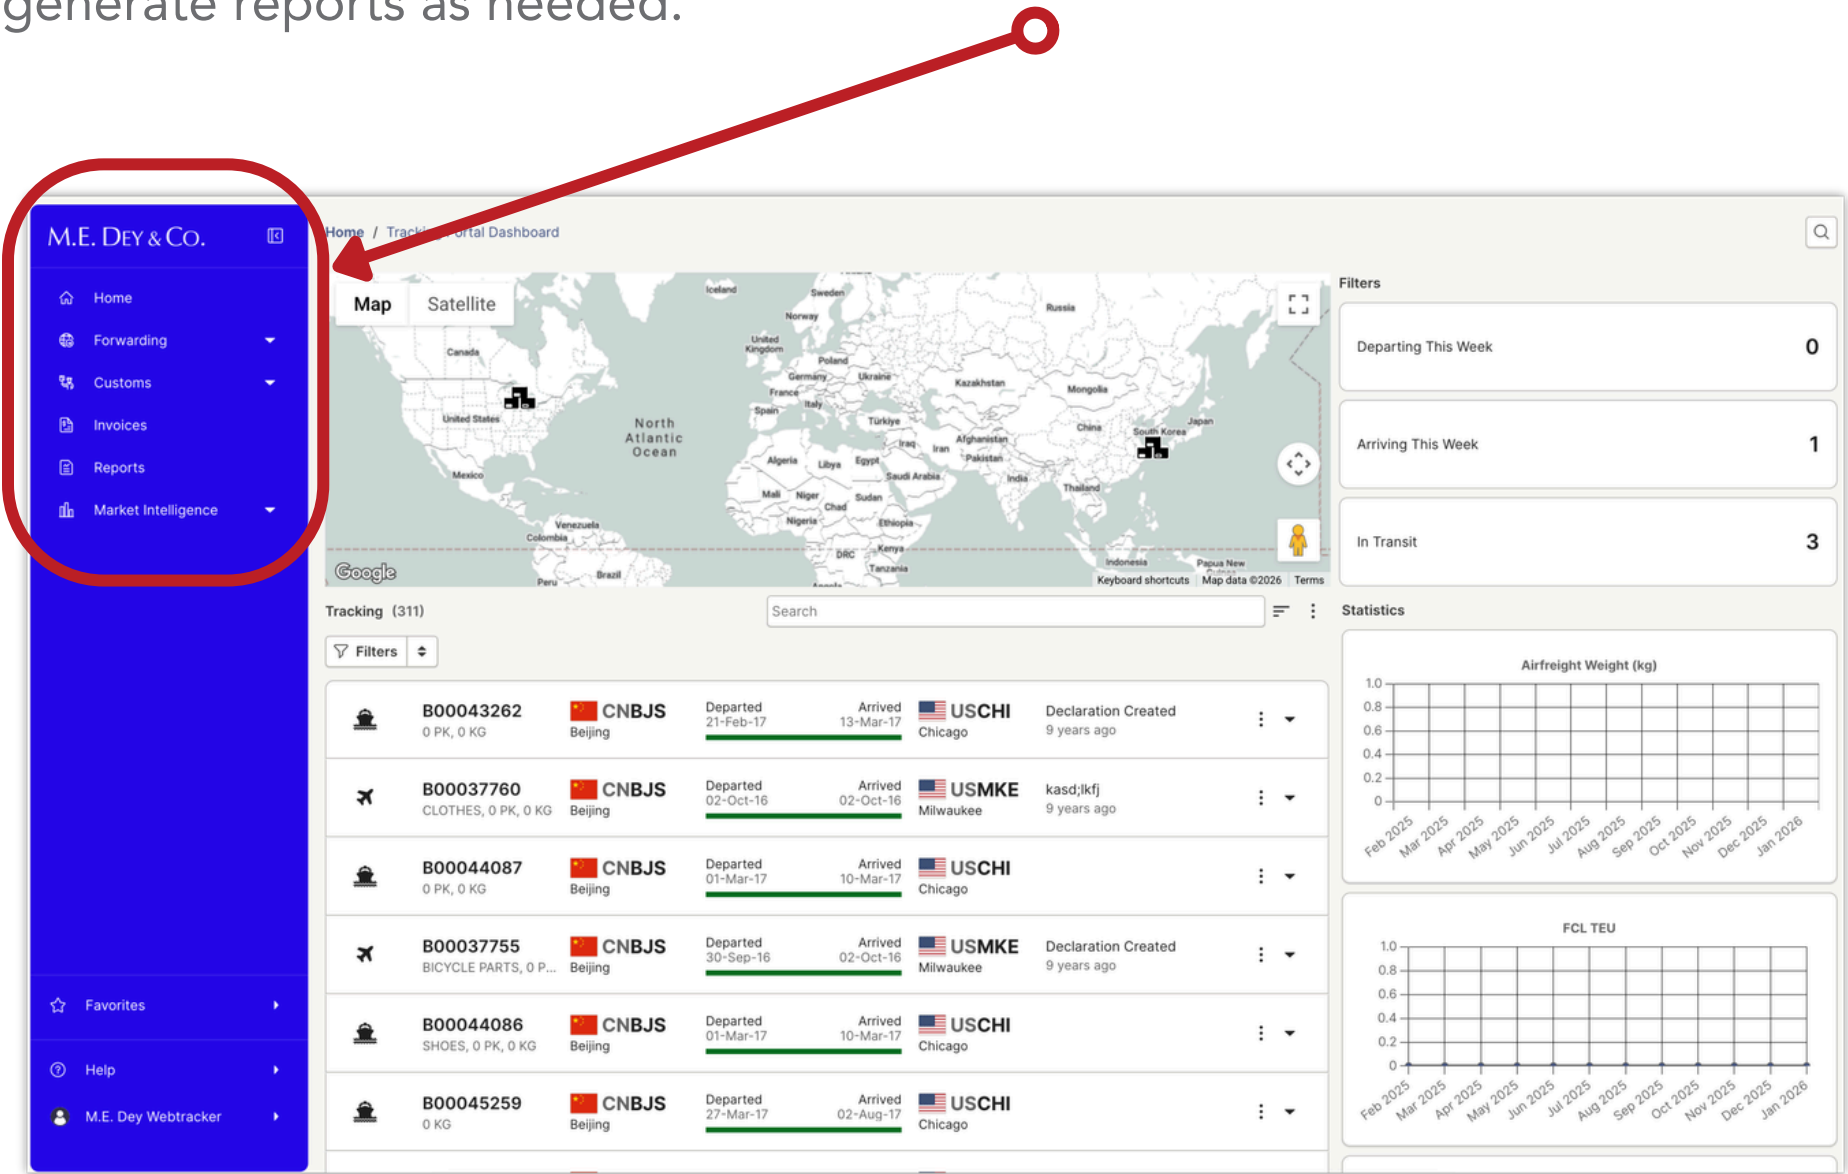 generate reports as needed.
M.E. DEY & CO.
Home
Forwarding
Customs
Invoices
Reports
Market Intelligence
Favorites
Help
M.E. Dey Webtracker
Home / Tracking Portal Dashboard
Map
Satellite
Iceland
Sweden
Norway
Russia
Canada
United
Kingdom
Poland
Germany
Ukraine
Kazakhstan
Mongolia
France
Italy
Spain
United States
North
Atlantic
Ocean
Türkiye
China
South Korea
Japan
Iraq
Iran
Afghanistan
Pakistan
Algeria
Libya
Egypt
Saudi Arabia
India
Thailand
Mexico
Mali
Niger
Chad
Sudan
Nigeria
Ethiopia
Venezuela
Colombia
DRC
Kenya
Tanzania
Indonesia
Papua New
Peru
Brazil
Google
Keyboard shortcuts
Map data ©2026
Terms
Filters
Departing This Week 0
Arriving This Week 1
In Transit 3
Tracking (311)
Search
Filters
B00043262
0 PK, 0 KG
CNBJS
Beijing
Departed
21-Feb-17
Arrived
13-Mar-17
USCHI
Chicago
Declaration Created
9 years ago
B00037760
CLOTHES, 0 PK, 0 KG
CNBJS
Beijing
Departed
02-Oct-16
Arrived
02-Oct-16
USMKE
Milwaukee
kasd;lkfj
9 years ago
B00044087
0 PK, 0 KG
CNBJS
Beijing
Departed
01-Mar-17
Arrived
10-Mar-17
USCHI
Chicago
B00037755
BICYCLE PARTS, 0 P...
CNBJS
Beijing
Departed
30-Sep-16
Arrived
02-Oct-16
USMKE
Milwaukee
Declaration Created
9 years ago
B00044086
SHOES, 0 PK, 0 KG
CNBJS
Beijing
Departed
01-Mar-17
Arrived
10-Mar-17
USCHI
Chicago
B00045259
0 KG
CNBJS
Beijing
Departed
27-Mar-17
Arrived
02-Aug-17
USCHI
Chicago
Statistics
Airfreight Weight (kg)
1.0
0.8
0.6
0.4
0.2
0
Feb 2025
Mar 2025
Apr 2025
May 2025
Jun 2025
Jul 2025
Aug 2025
Sep 2025
Oct 2025
Nov 2025
Dec 2025
Jan 2026
FCL TEU
1.0
0.8
0.6
0.4
0.2
0
Feb 2025
Mar 2025
Apr 2025
May 2025
Jun 2025
Jul 2025
Aug 2025
Sep 2025
Oct 2025
Nov 2025
Dec 2025
Jan 2026